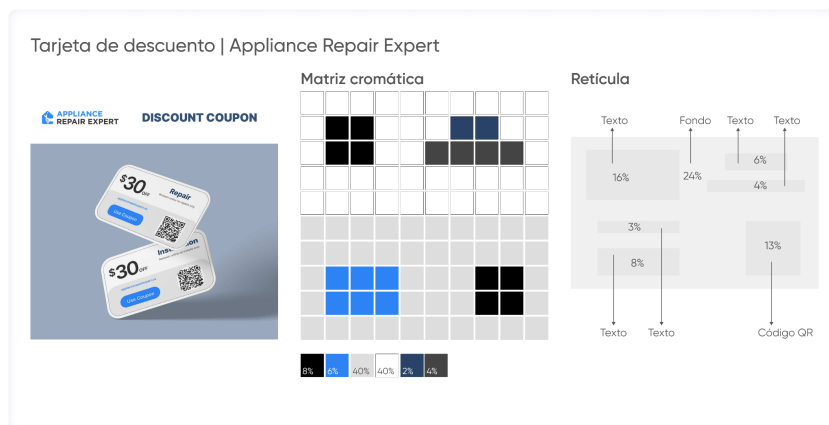 Tarjeta de descuento | Appliance Repair Expert
Matriz cromática
Retícula
APPLIANCE
REPAIR EXPERT
DISCOUNT COUPON
$30 OFF
Repair
Use Coupon
$30 OFF
Use Coupon
8% 6% 40% 40% 2% 4%
Texto Fondo Texto Texto
16% 24% 6%
4%
3%
8% 13%
Texto Texto Código QR